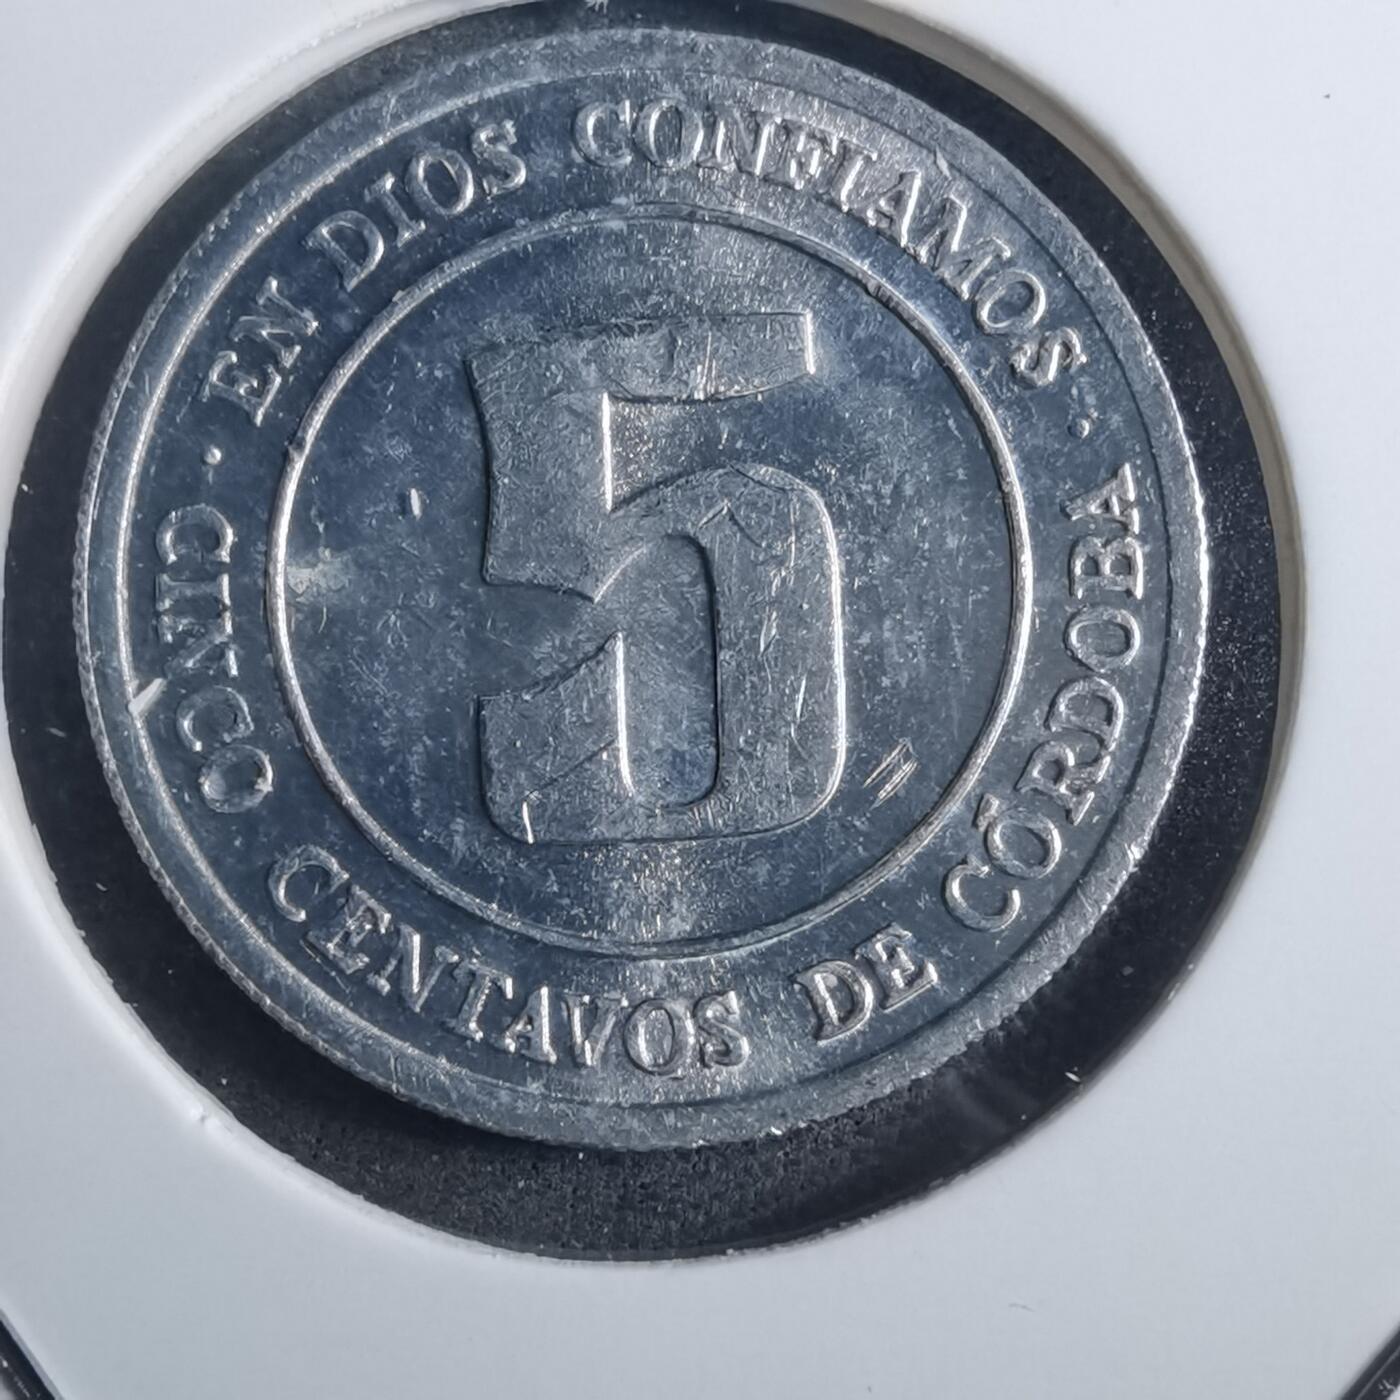 · EN DIOS CONFIAMOS ·
5
CINCO CENTAVOS DE CÓRDOBA